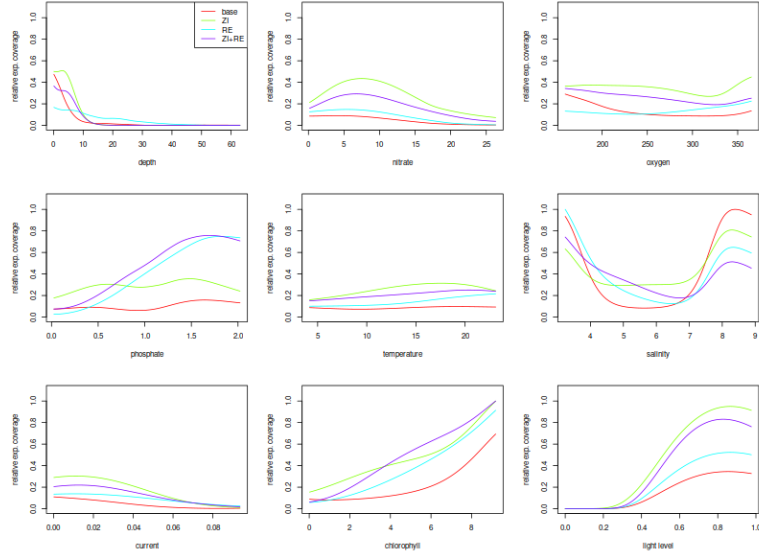 relative exp. coverage
0.0 0.2 0.4 0.6 0.8 1.0
base
ZI
RE
ZI+RE
0 10 20 30 40 50 60
depth
relative exp. coverage
0.0 0.2 0.4 0.6 0.8 1.0
0 5 10 15 20 25
nitrate
relative exp. coverage
0.0 0.2 0.4 0.6 0.8 1.0
200 250 300 350
oxygen
relative exp. coverage
0.0 0.2 0.4 0.6 0.8 1.0
0.0 0.5 1.0 1.5 2.0
phosphate
relative exp. coverage
0.0 0.2 0.4 0.6 0.8 1.0
5 10 15 20
temperature
relative exp. coverage
0.0 0.2 0.4 0.6 0.8 1.0
4 5 6 7 8 9
salinity
relative exp. coverage
0.0 0.2 0.4 0.6 0.8 1.0
0.00 0.02 0.04 0.06 0.08
current
relative exp. coverage
0.0 0.2 0.4 0.6 0.8 1.0
0 2 4 6 8
chlorophyll
relative exp. coverage
0.0 0.2 0.4 0.6 0.8 1.0
0.0 0.2 0.4 0.6 0.8 1.0
light level